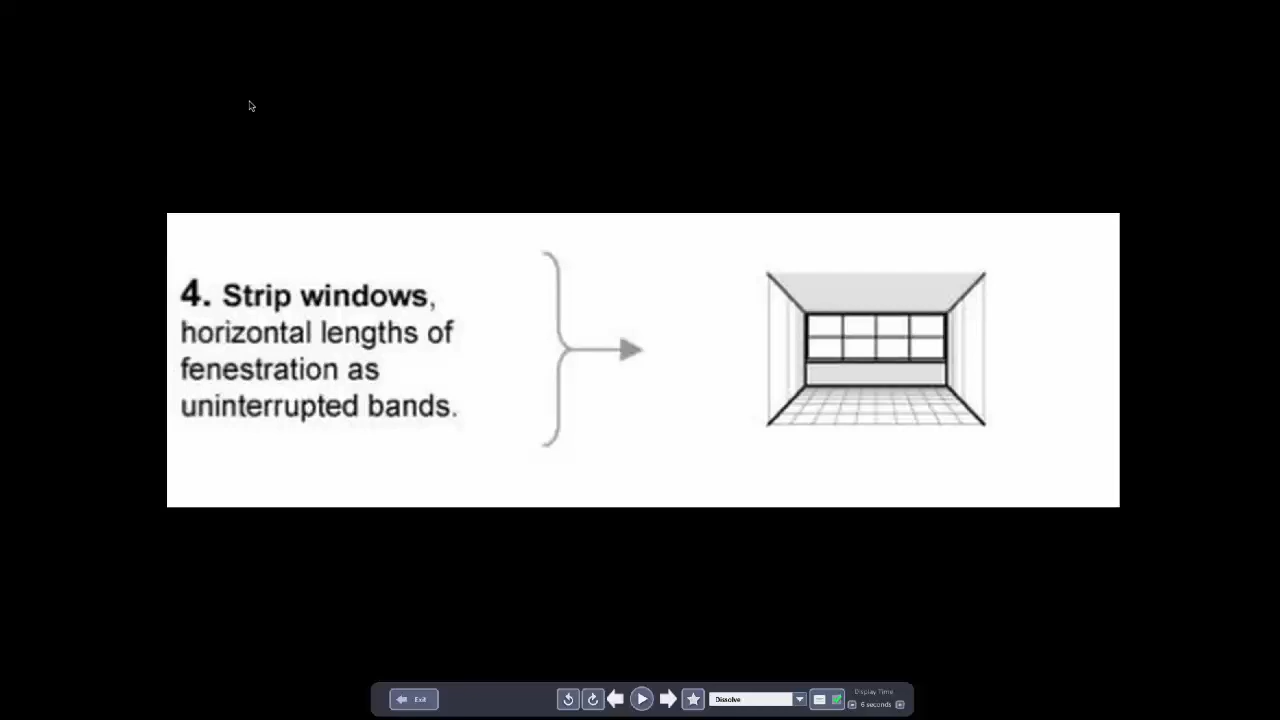 4. Strip windows,
horizontal lengths of
fenestration as
uninterrupted bands.
Exit
Dissolve
Display Time
6 seconds